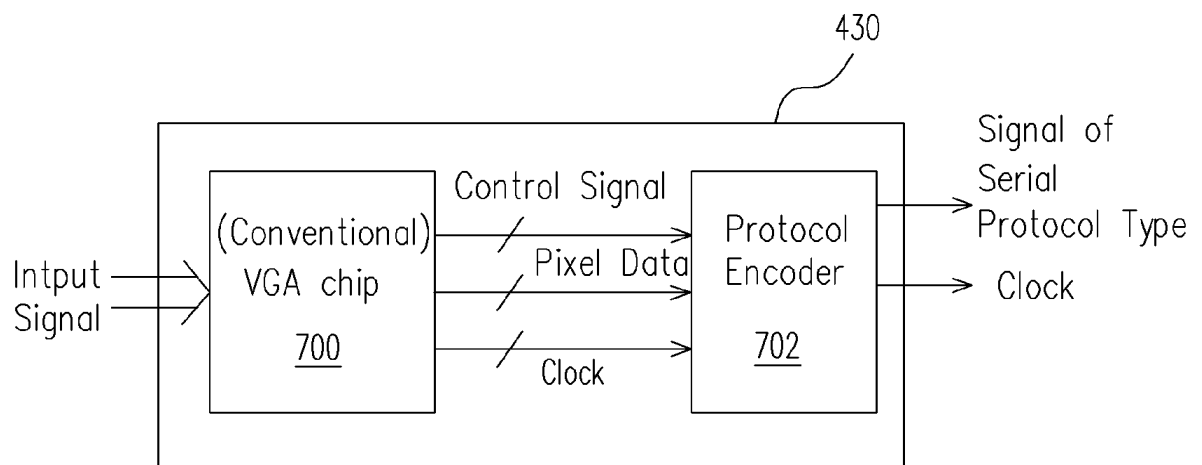 430
Signal of
Serial
Protocol Type
Control Signal
(Conventional)
VGA chip
700
Pixel Data
Protocol
Encoder
702
Intput
Signal
Clock
Clock